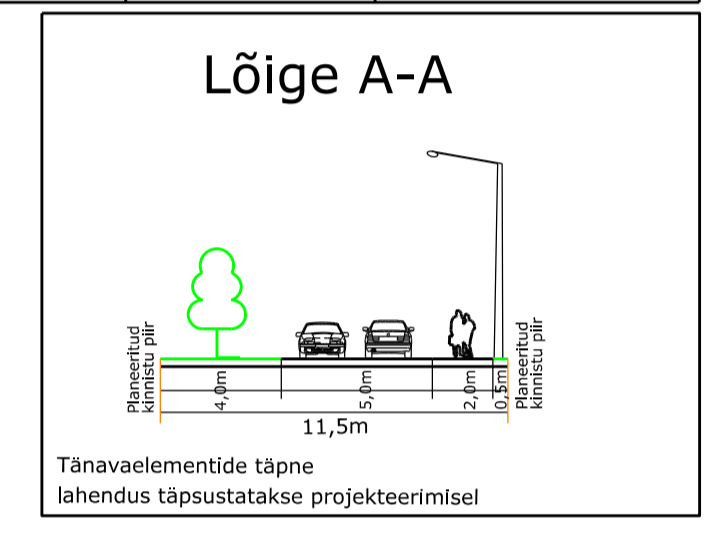 Lõige A-A
Planeeritud
kinnistu piir
4,0m
5,0m
2,0m
0,5m
Planeeritud
kinnistu piir
11,5m
Tänavaelementide täpne
lahendus täpsustatakse projekteerimisel